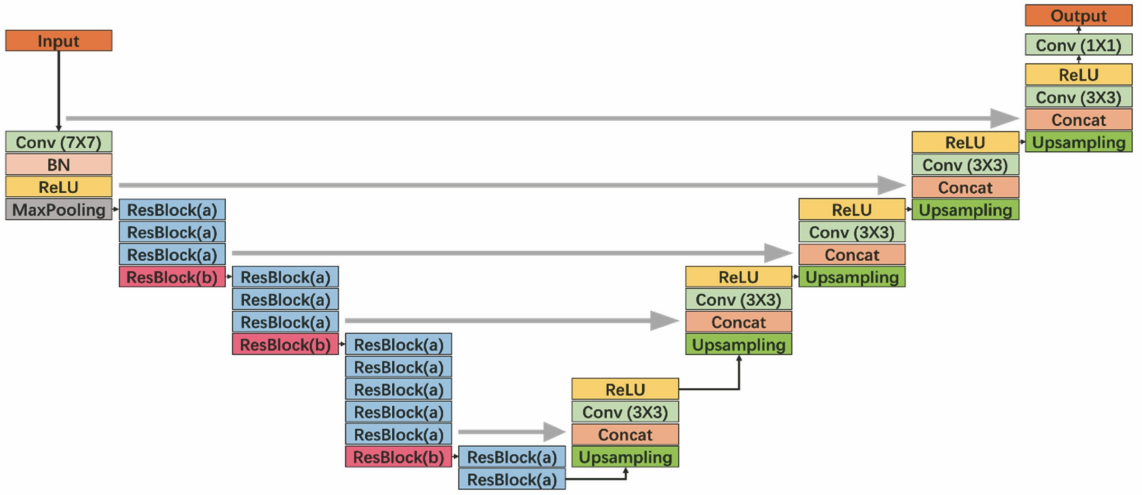 Input
Conv (7X7)
BN
ReLU
MaxPooling
ResBlock(a)
ResBlock(a)
ResBlock(a)
ResBlock(b)
ResBlock(a)
ResBlock(a)
ResBlock(a)
ResBlock(b)
ResBlock(a)
ResBlock(a)
ResBlock(a)
ResBlock(a)
ResBlock(a)
ResBlock(b)
ResBlock(a)
ResBlock(a)
ReLU
Conv (3X3)
Concat
Upsampling
ReLU
Conv (3X3)
Concat
Upsampling
ReLU
Conv (3X3)
Concat
Upsampling
ReLU
Conv (3X3)
Concat
Upsampling
Output
Conv (1X1)
ReLU
Conv (3X3)
Concat
Upsampling